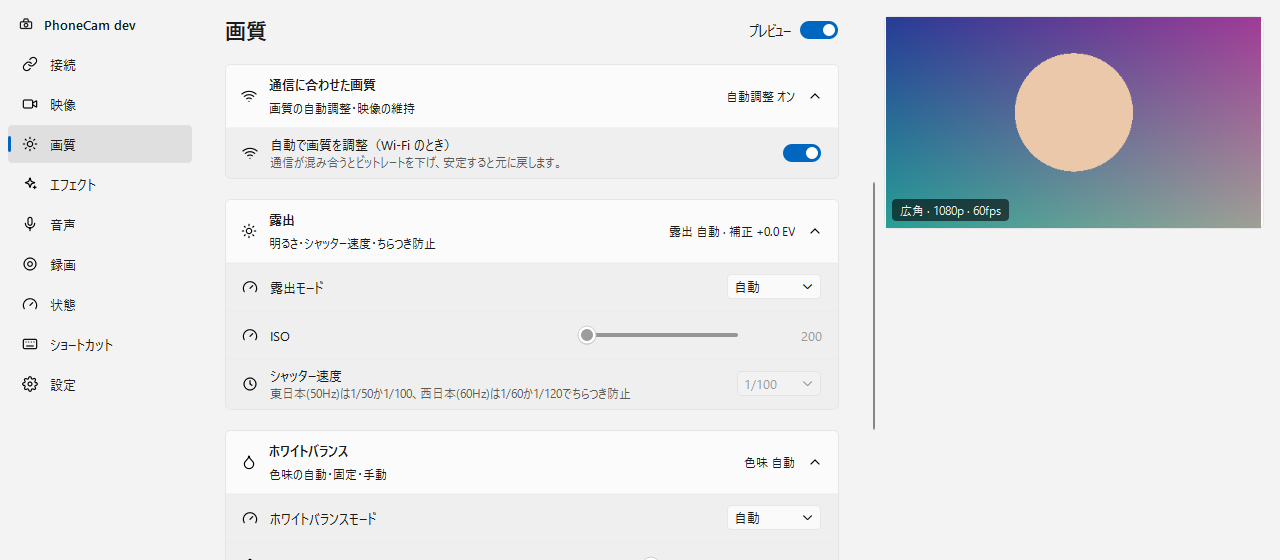 PhoneCam dev
接続
映像
画質
エフェクト
音声
録画
状態
ショートカット
設定
画質
プレビュー
通信に合わせた画質
画質の自動調整・映像の維持
自動調整 オン
自動で画質を調整（Wi-Fi のとき）
通信が混み合うとビットレートを下げ、安定すると元に戻します。
露出
明るさ・シャッター速度・ちらつき防止
露出 自動 · 補正 +0.0 EV
露出モード
自動
ISO
200
シャッター速度
東日本(50Hz)は1/50か1/100、西日本(60Hz)は1/60か1/120でちらつき防止
1/100
ホワイトバランス
色味の自動・固定・手動
色味 自動
ホワイトバランスモード
自動
広角 · 1080p · 60fps